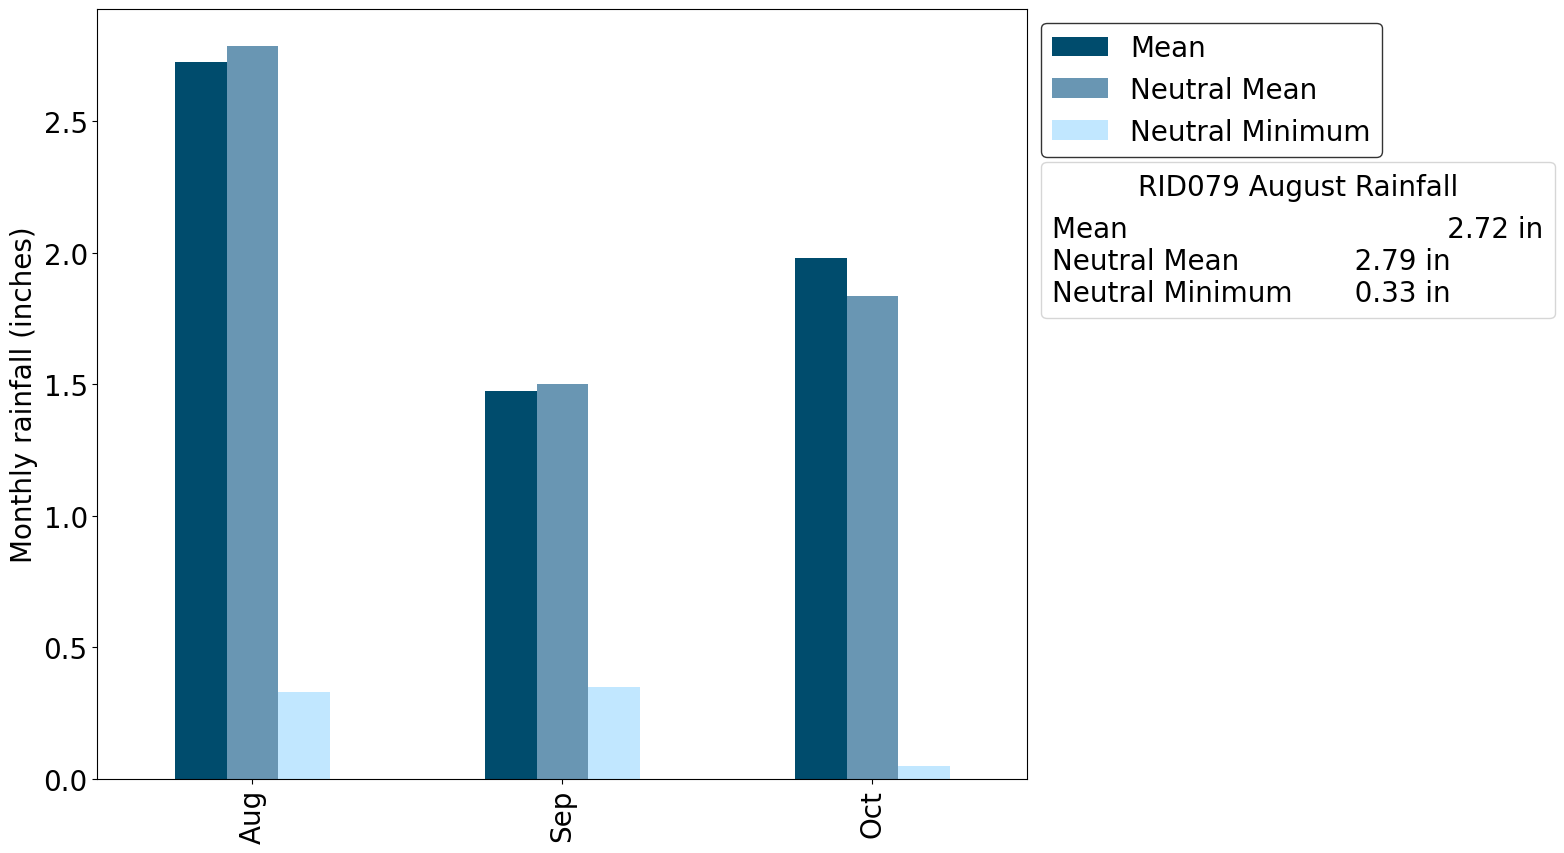 Monthly rainfall (inches)
2.5
2.0
1.5
1.0
0.5
0.0
Aug
Sep
Oct
Mean
Neutral Mean
Neutral Minimum
RID079 August Rainfall
Mean 2.72 in
Neutral Mean 2.79 in
Neutral Minimum 0.33 in